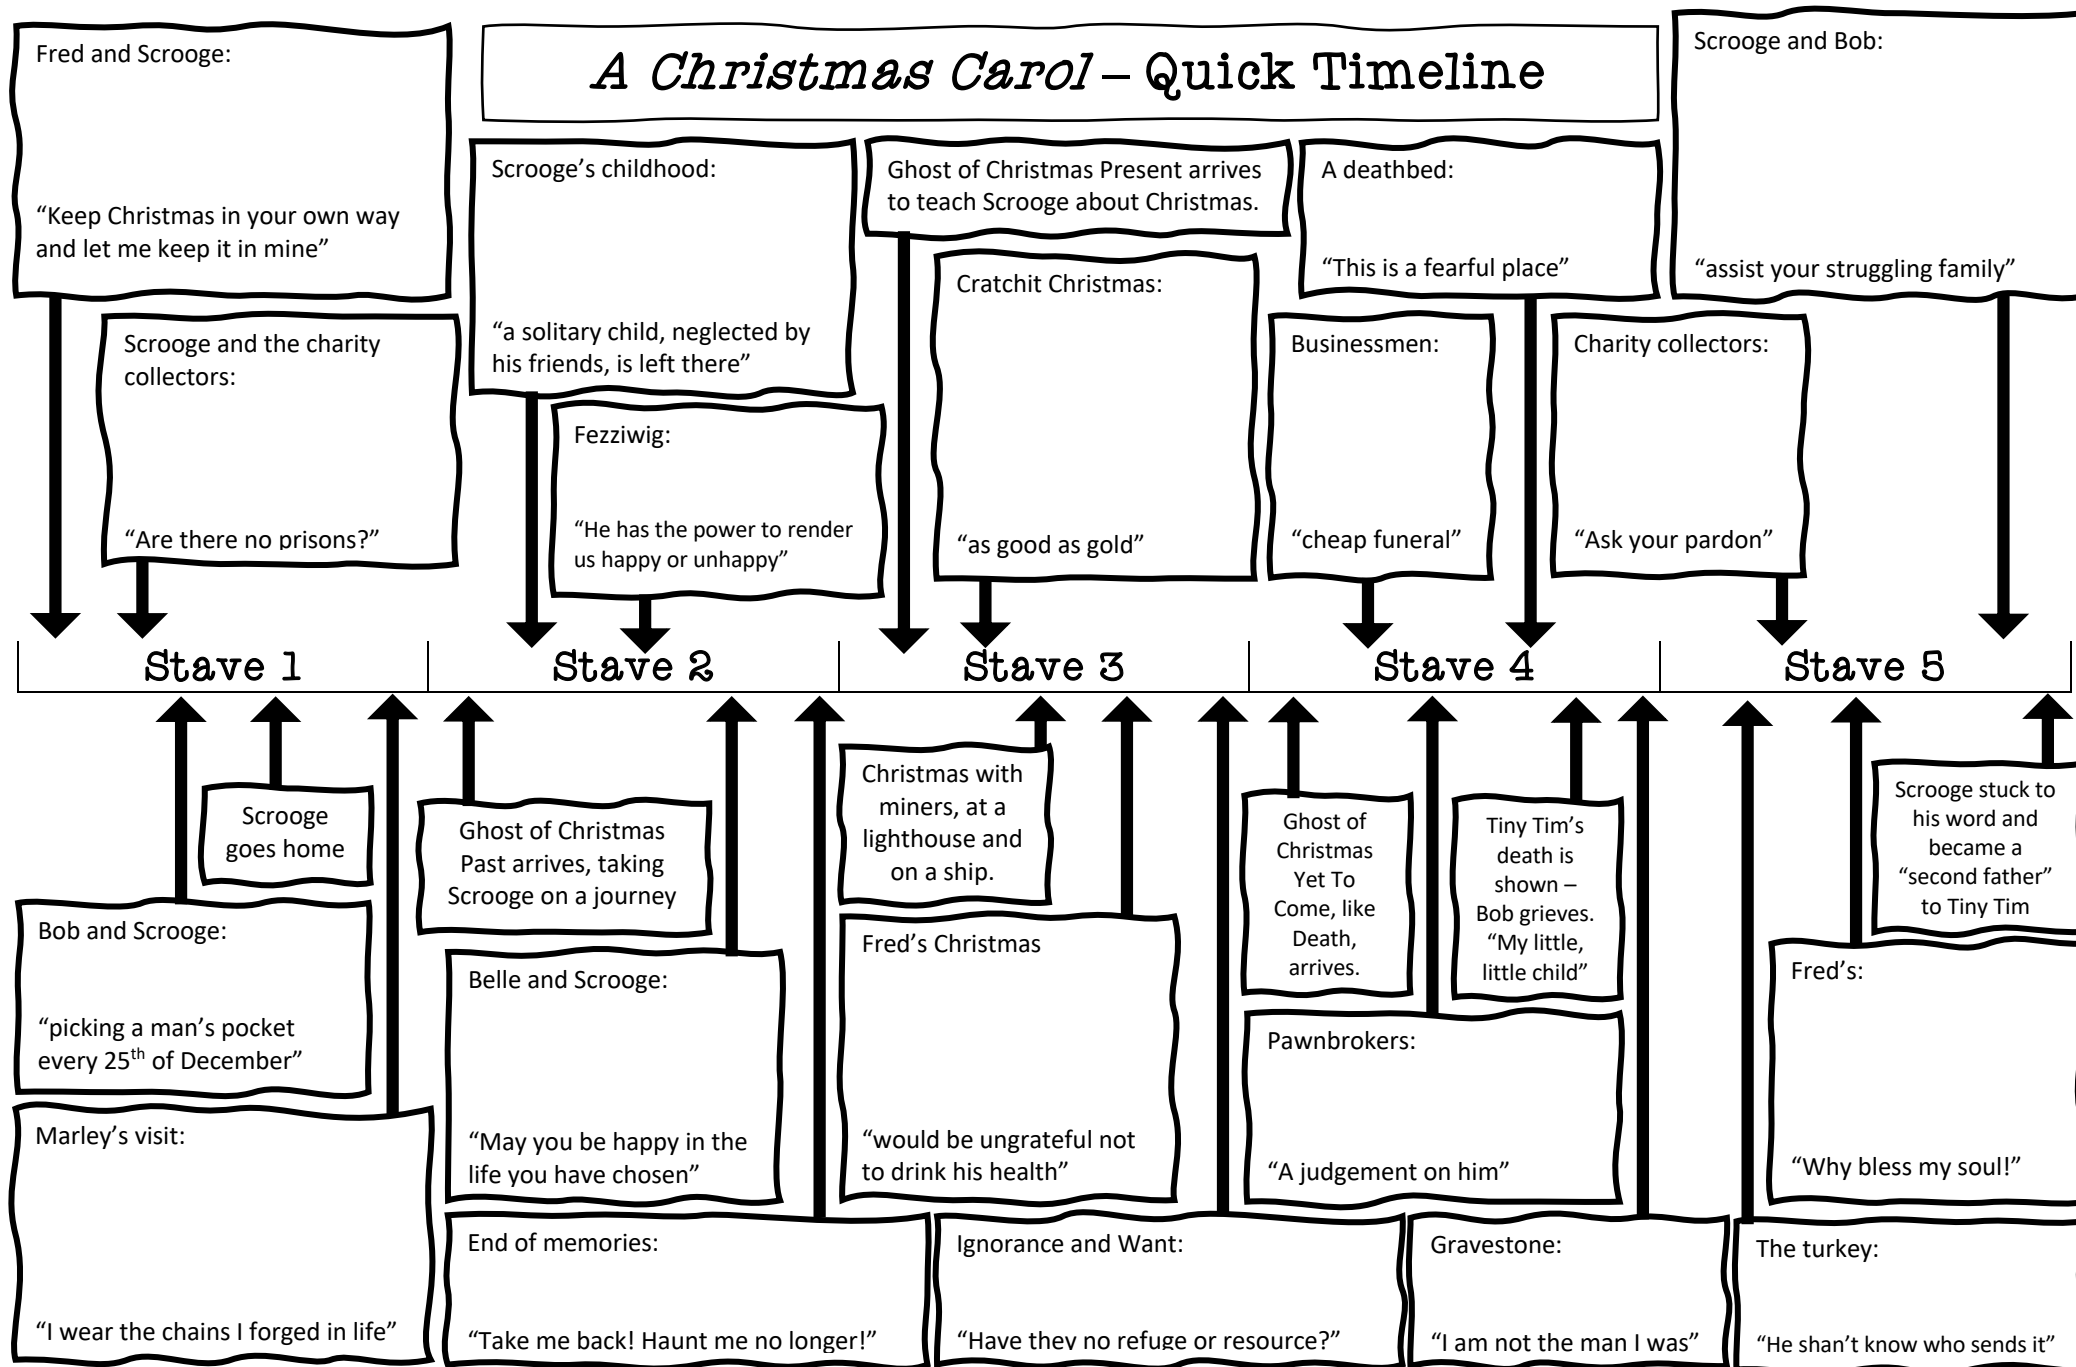 A Christmas Carol – Quick Timeline
Fred and Scrooge:
“Keep Christmas in your own way
and let me keep it in mine”
Scrooge and the charity
collectors:
“Are there no prisons?”
Scrooge’s childhood:
“a solitary child, neglected by
his friends, is left there”
Fezziwig:
“He has the power to render
us happy or unhappy”
Ghost of Christmas Present arrives
to teach Scrooge about Christmas.
Cratchit Christmas:
“as good as gold”
A deathbed:
“This is a fearful place”
Businessmen:
“cheap funeral”
Scrooge and Bob:
“assist your struggling family”
Charity collectors:
“Ask your pardon”
Stave 1
Stave 2
Stave 3
Stave 4
Stave 5
Scrooge
goes home
Bob and Scrooge:
“picking a man’s pocket
every 25th of December”
Marley’s visit:
“I wear the chains I forged in life”
Ghost of Christmas
Past arrives, taking
Scrooge on a journey
Belle and Scrooge:
“May you be happy in the
life you have chosen”
End of memories:
“Take me back! Haunt me no longer!”
Christmas with
miners, at a
lighthouse and
on a ship.
Fred’s Christmas
“would be ungrateful not
to drink his health”
Ignorance and Want:
“Have they no refuge or resource?”
Ghost of
Christmas
Yet To
Come, like
Death,
arrives.
Tiny Tim’s
death is
shown –
Bob grieves.
“My little,
little child”
Pawnbrokers:
“A judgement on him”
Gravestone:
“I am not the man I was”
Scrooge stuck to
his word and
became a
“second father”
to Tiny Tim
Fred’s:
“Why bless my soul!”
The turkey:
“He shan’t know who sends it”